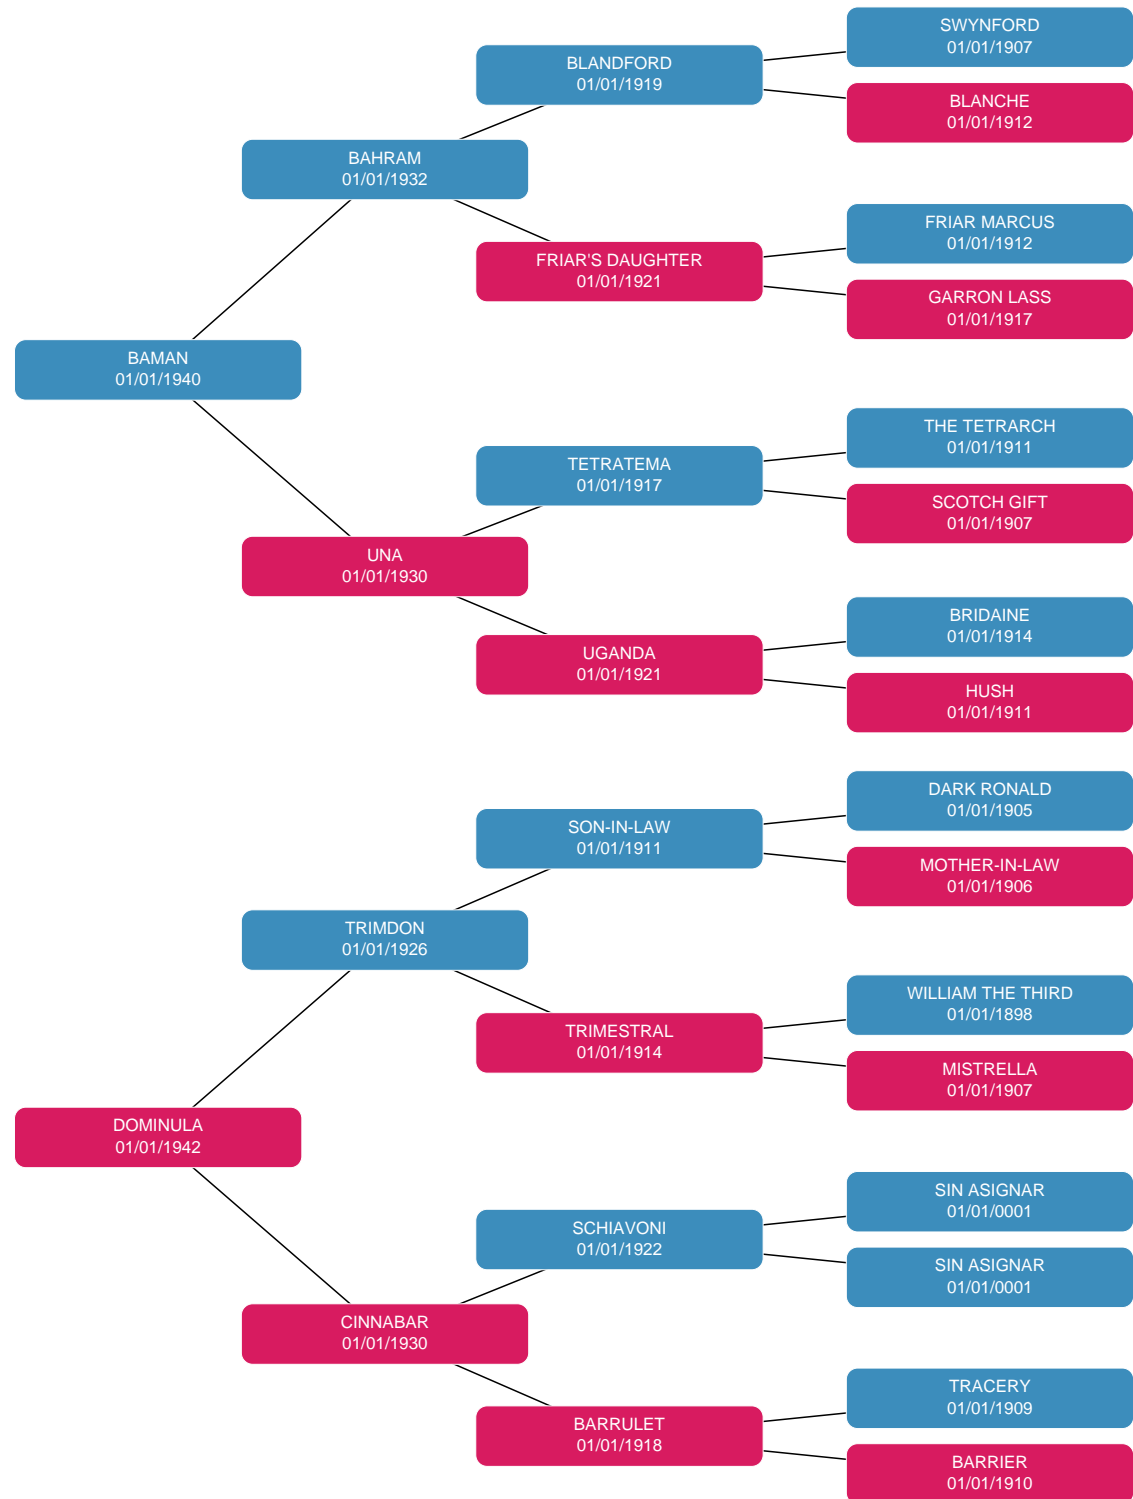 SWYNFORD
01/01/1907
BLANDFORD
01/01/1919
BLANCHE
01/01/1912
BAHRAM
01/01/1932
FRIAR MARCUS
01/01/1912
FRIAR'S DAUGHTER
01/01/1921
GARRON LASS
01/01/1917
BAMAN
01/01/1940
THE TETRARCH
01/01/1911
TETRATEMA
01/01/1917
SCOTCH GIFT
01/01/1907
UNA
01/01/1930
BRIDAINE
01/01/1914
UGANDA
01/01/1921
HUSH
01/01/1911
DARK RONALD
01/01/1905
SON-IN-LAW
01/01/1911
MOTHER-IN-LAW
01/01/1906
TRIMDON
01/01/1926
WILLIAM THE THIRD
01/01/1898
TRIMESTRAL
01/01/1914
MISTRELLA
01/01/1907
DOMINULA
01/01/1942
SIN ASIGNAR
01/01/0001
SCHIAVONI
01/01/1922
SIN ASIGNAR
01/01/0001
CINNABAR
01/01/1930
TRACERY
01/01/1909
BARRULET
01/01/1918
BARRIER
01/01/1910